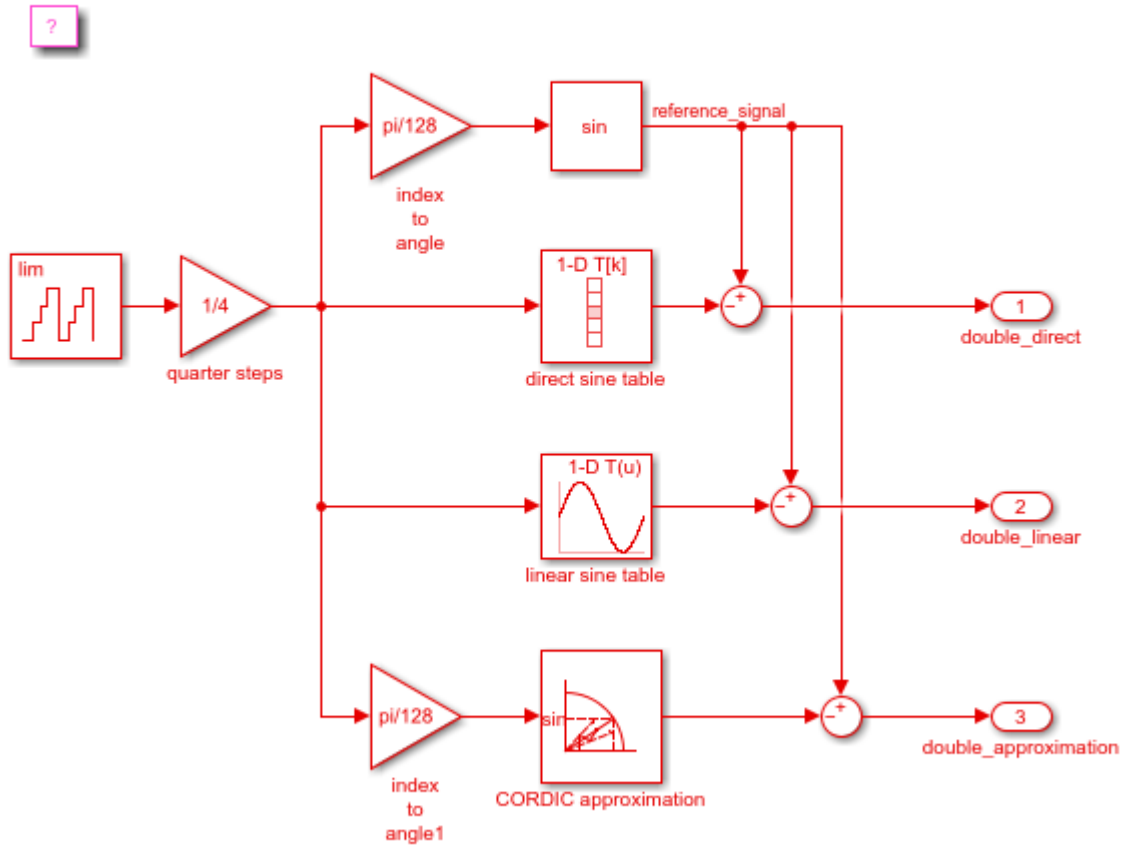 ?
pi/128
index
to
angle
sin
reference_signal
lim
1/4
quarter steps
1-D T[k]
direct sine table
− +
1
double_direct
1-D T(u)
linear sine table
− +
2
double_linear
pi/128
index
to
angle1
sin
CORDIC approximation
− +
3
double_approximation